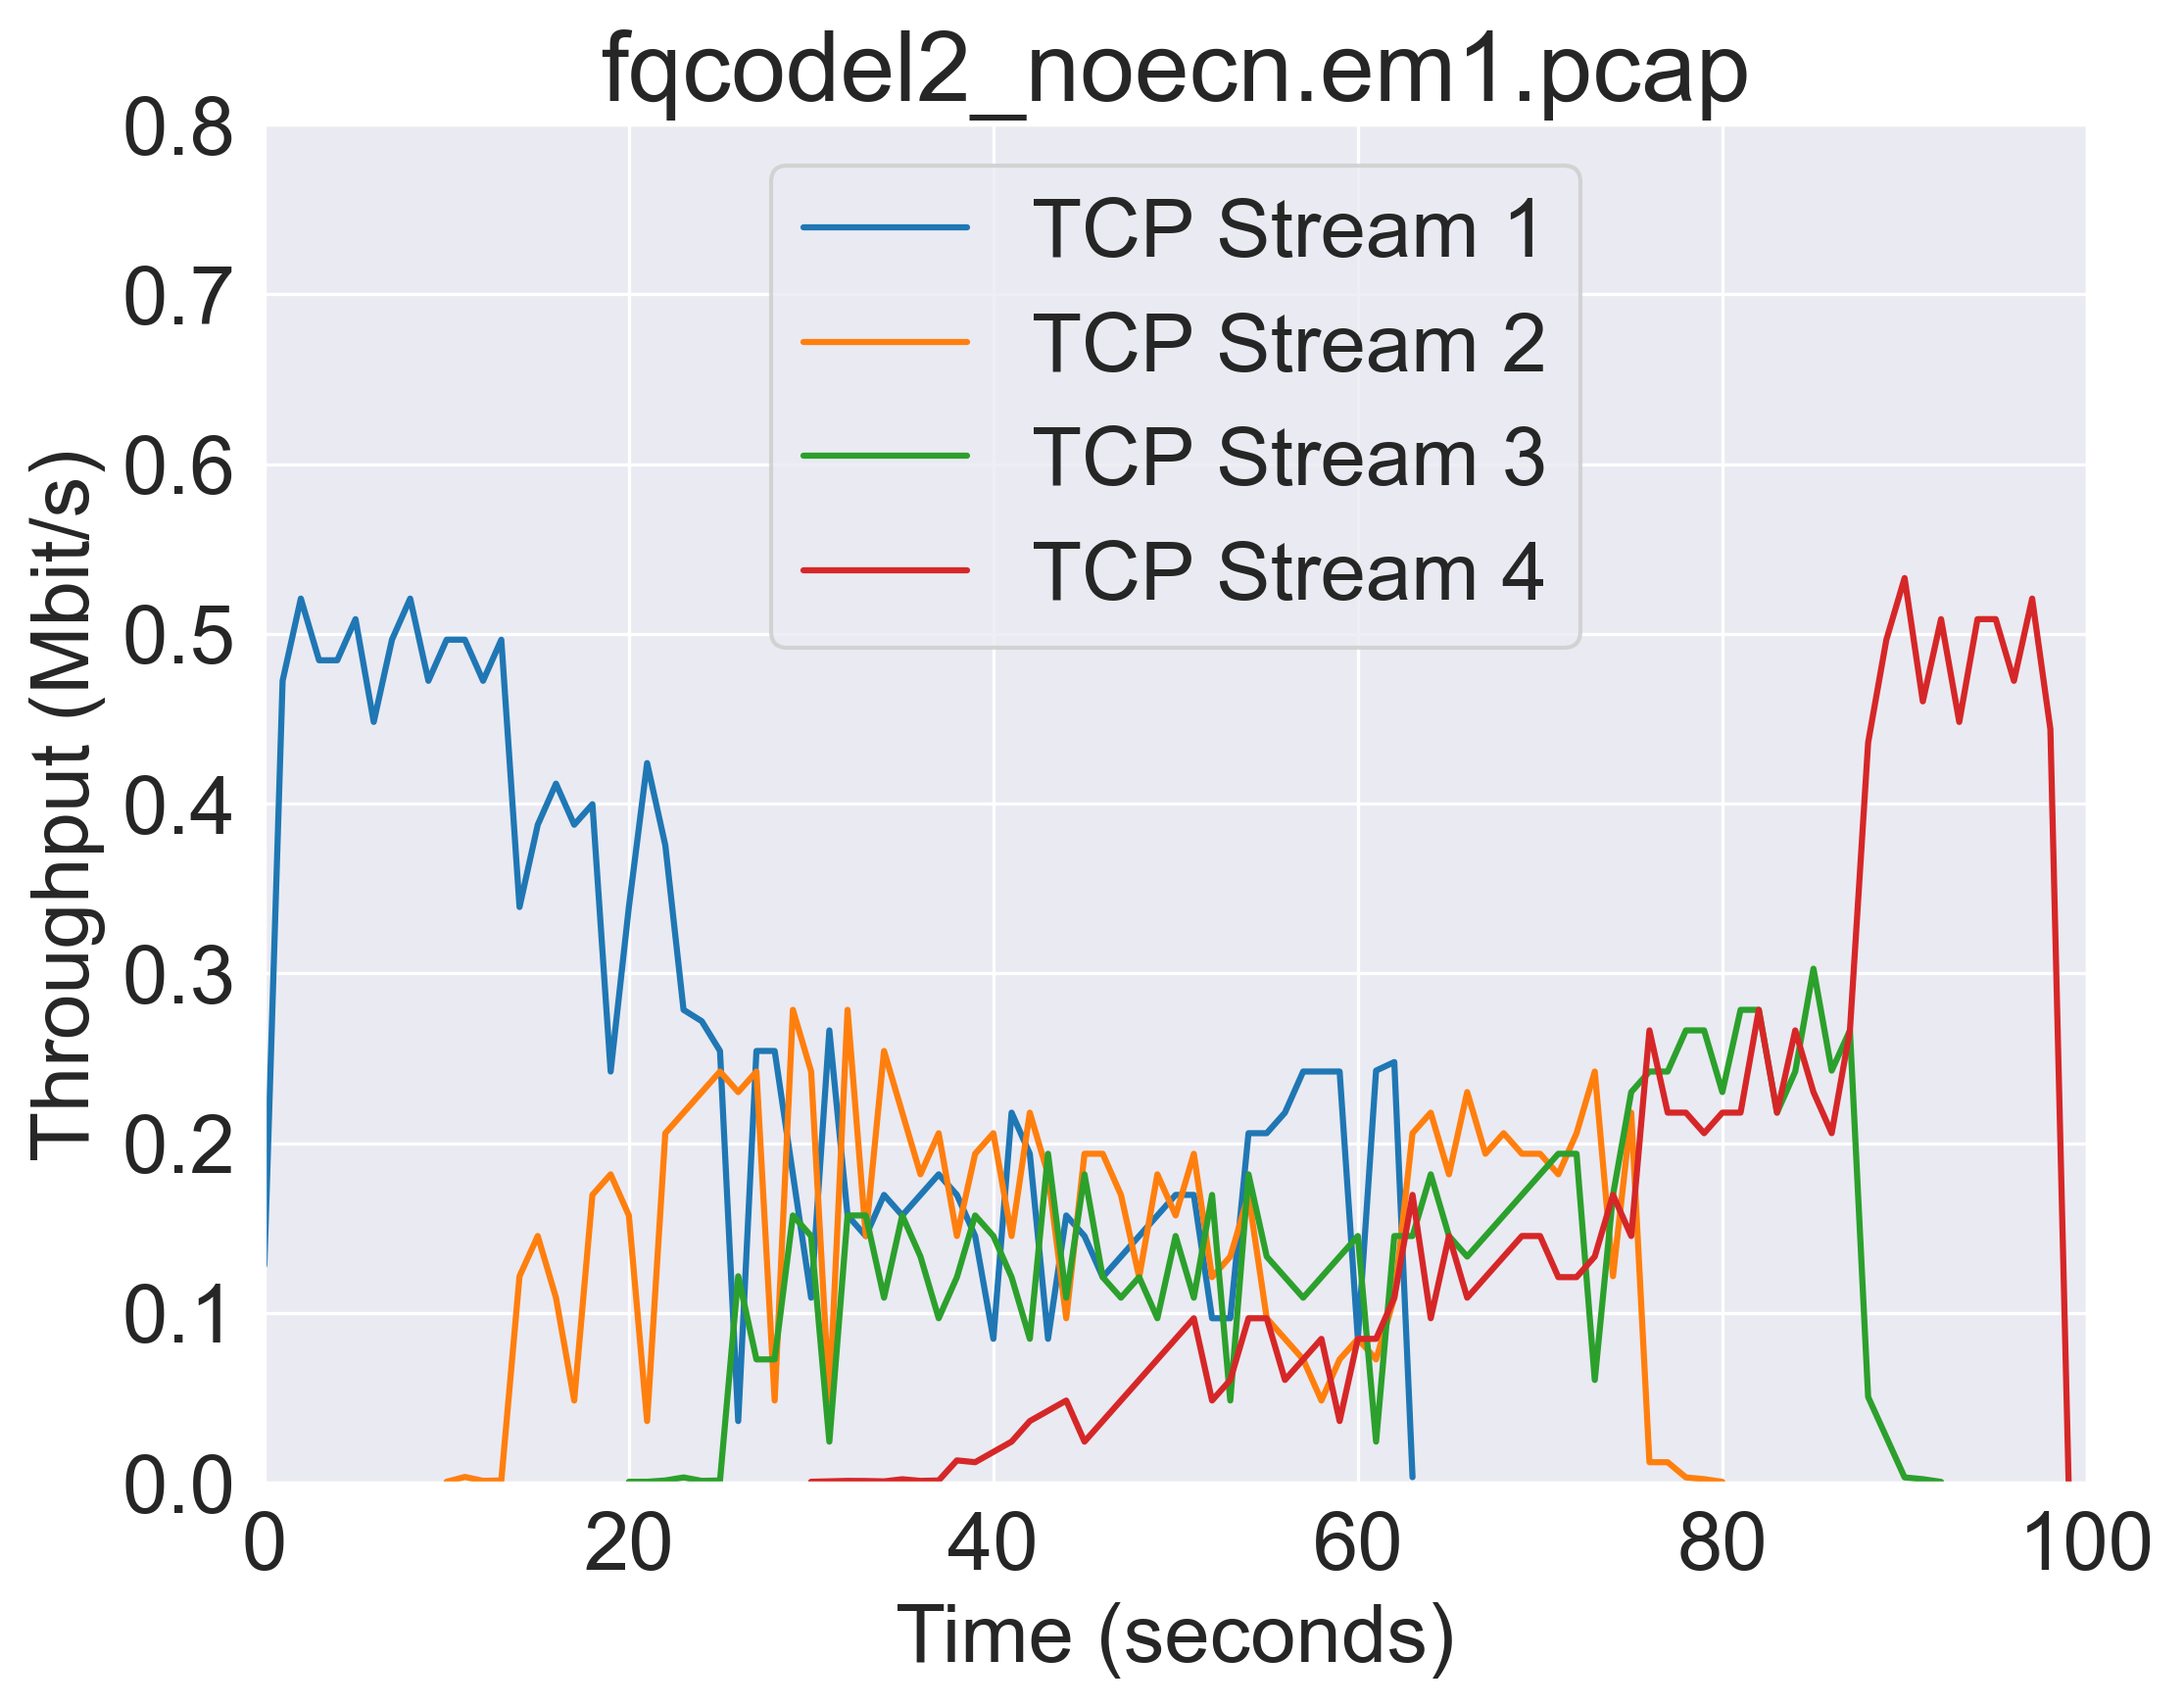 fqcodel2_noecn.em1.pcap
0.8
0.7
0.6
0.5
0.4
0.3
0.2
0.1
0.0
Throughput (Mbit/s)
TCP Stream 1
TCP Stream 2
TCP Stream 3
TCP Stream 4
0 20 40 60 80 100
Time (seconds)